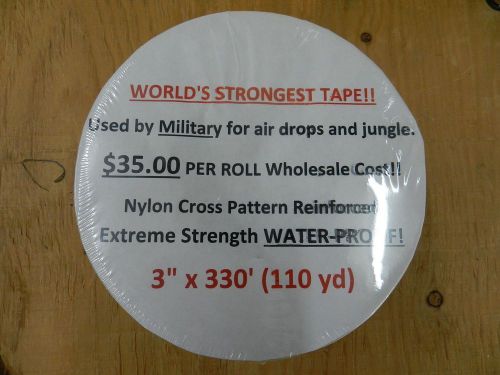 WORLD'S STRONGEST TAPE!!
Used by Military for air drops and jungle.
$35.00 PER ROLL Wholesale Cost!!
Nylon Cross Pattern Reinforced
Extreme Strength WATER-PROOF!
3" x 330' (110 yd)